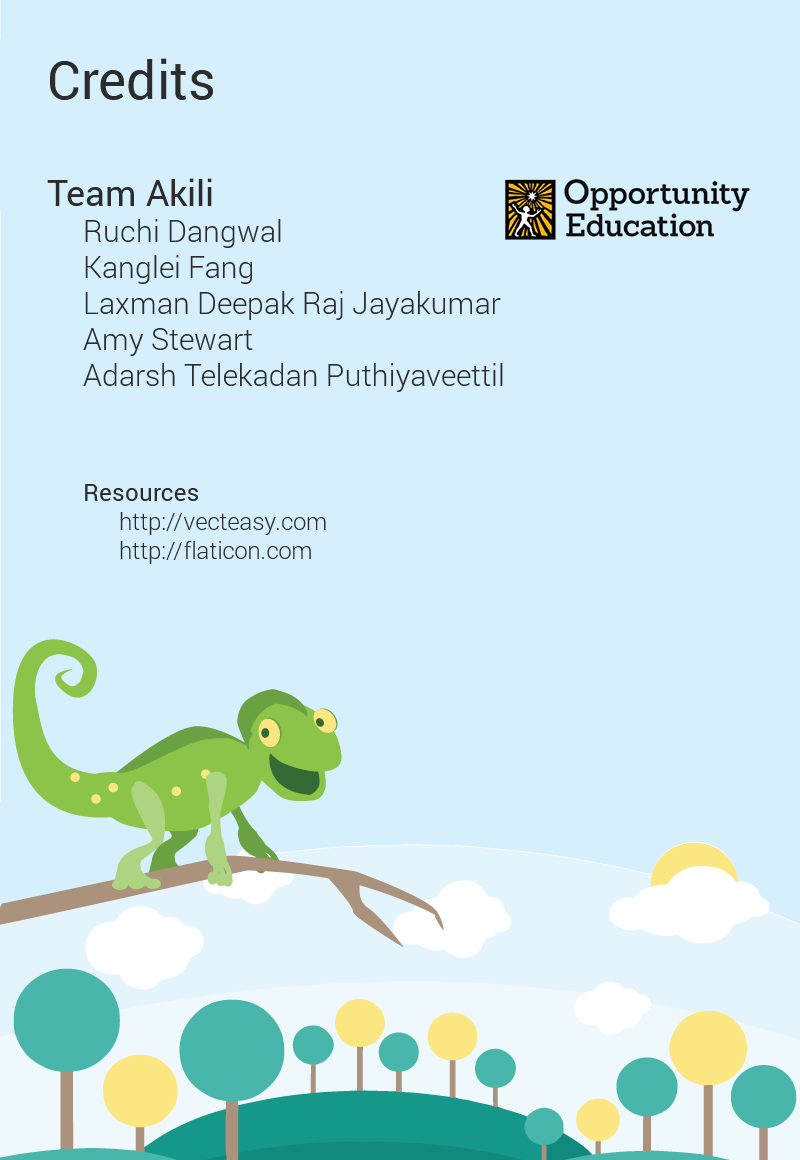 Credits
Team Akili
Opportunity
Education
Ruchi Dangwal
Kanglei Fang
Laxman Deepak Raj Jayakumar
Amy Stewart
Adarsh Telekadan Puthiyaveettil
Resources
http://vecteasy.com
http://flaticon.com